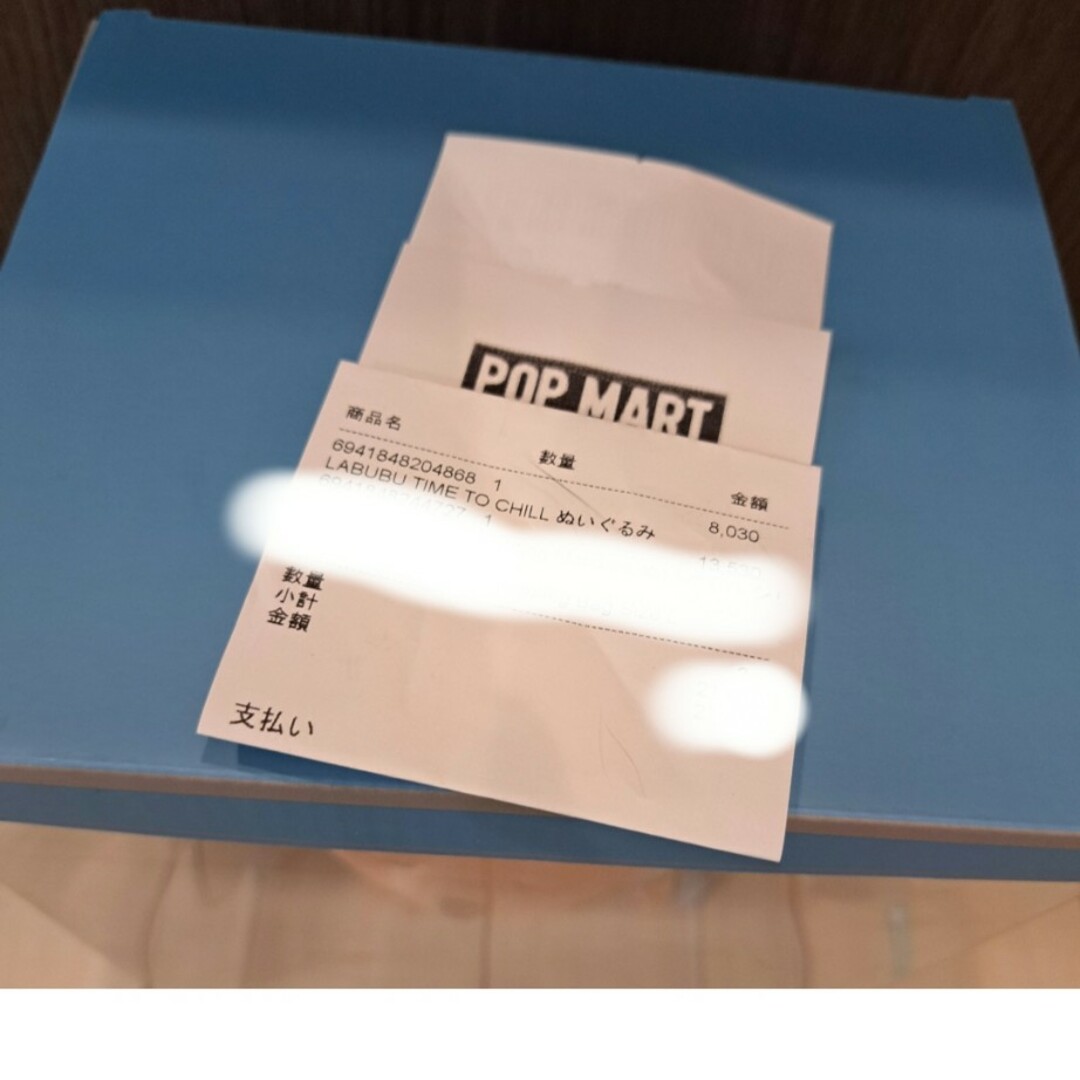 POP MART
商品名 数量 金額
6941848204868 1
LABUBU TIME TO CHILL ぬいぐるみ 8,030
数量
小計
金額
支払い